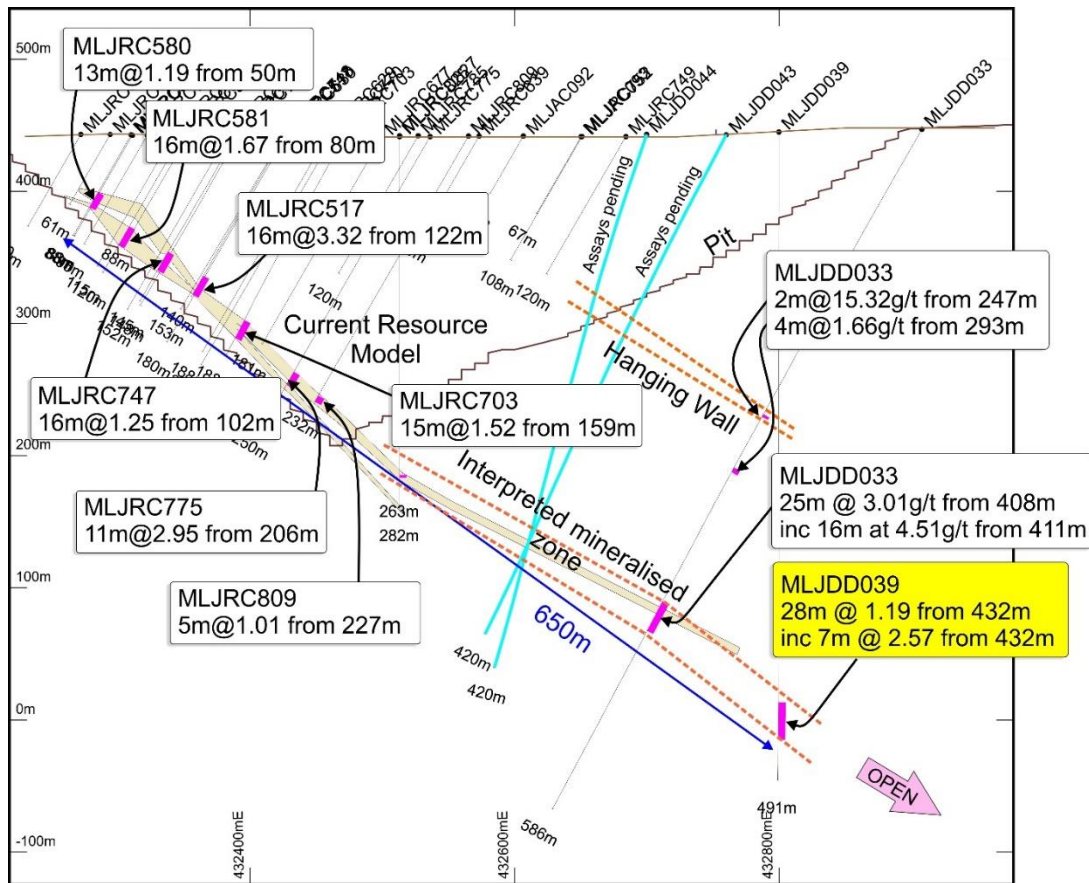 500m
400m
300m
200m
100m
0m
-100m
MLJRC580
13m@1.19 from 50m
MLJRC581
16m@1.67 from 80m
MLJRC517
16m@3.32 from 122m
MLJAC092
MLJRC749
MLJDD044
MLJDD043
MLJDD039
MLJDD033
Assays pending
Assays pending
Pit
61m
88m
67m
108m
120m
120m
140m
153m
152m
180m
181m
232m
250m
Current Resource
Model
Hanging Wall
MLJDD033
2m@15.32g/t from 247m
4m@1.66g/t from 293m
MLJRC747
16m@1.25 from 102m
MLJRC703
15m@1.52 from 159m
MLJRC775
11m@2.95 from 206m
MLJRC809
5m@1.01 from 227m
263m
282m
Interpreted mineralised
zone
MLJDD033
25m @ 3.01g/t from 408m
inc 16m at 4.51g/t from 411m
MLJDD039
28m @ 1.19 from 432m
inc 7m @ 2.57 from 432m
650m
420m
420m
586m
491m
OPEN
432400mE
432600mE
432800mE